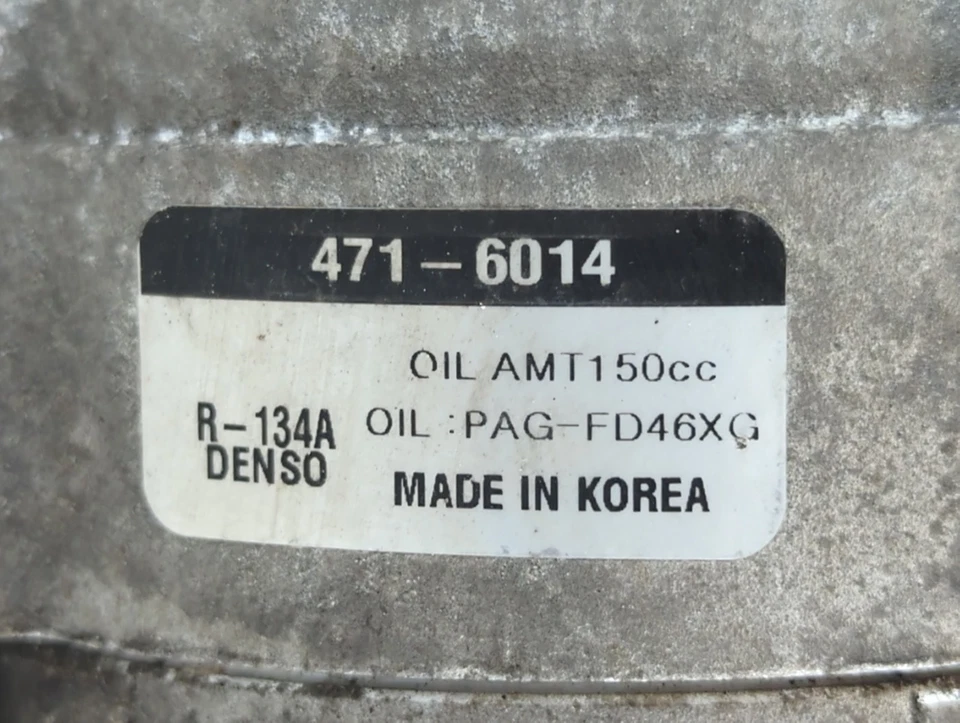 471-6014
OIL AMT150cc
R-134A OIL :PAG-FD46XG
DENSO
MADE IN KOREA